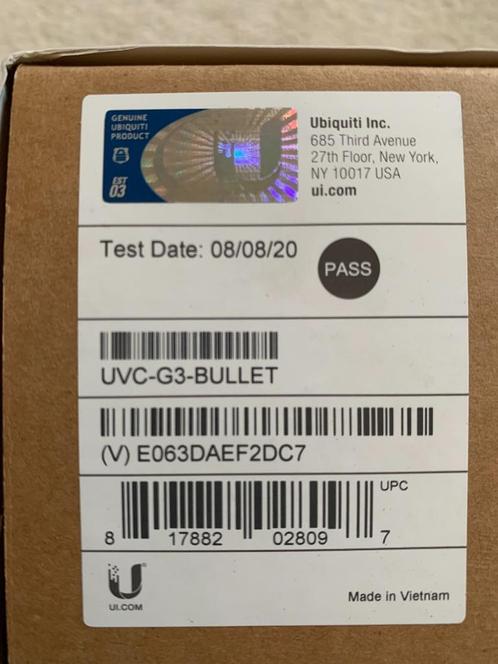 GENUINE
UBIQUITI
PRODUCT
EST
03
Ubiquiti Inc.
685 Third Avenue
27th Floor, New York,
NY 10017 USA
ui.com
Test Date: 08/08/20
PASS
UVC-G3-BULLET
(V) E063DAEF2DC7
UPC
8 17882 02809 7
UI.COM
Made in Vietnam